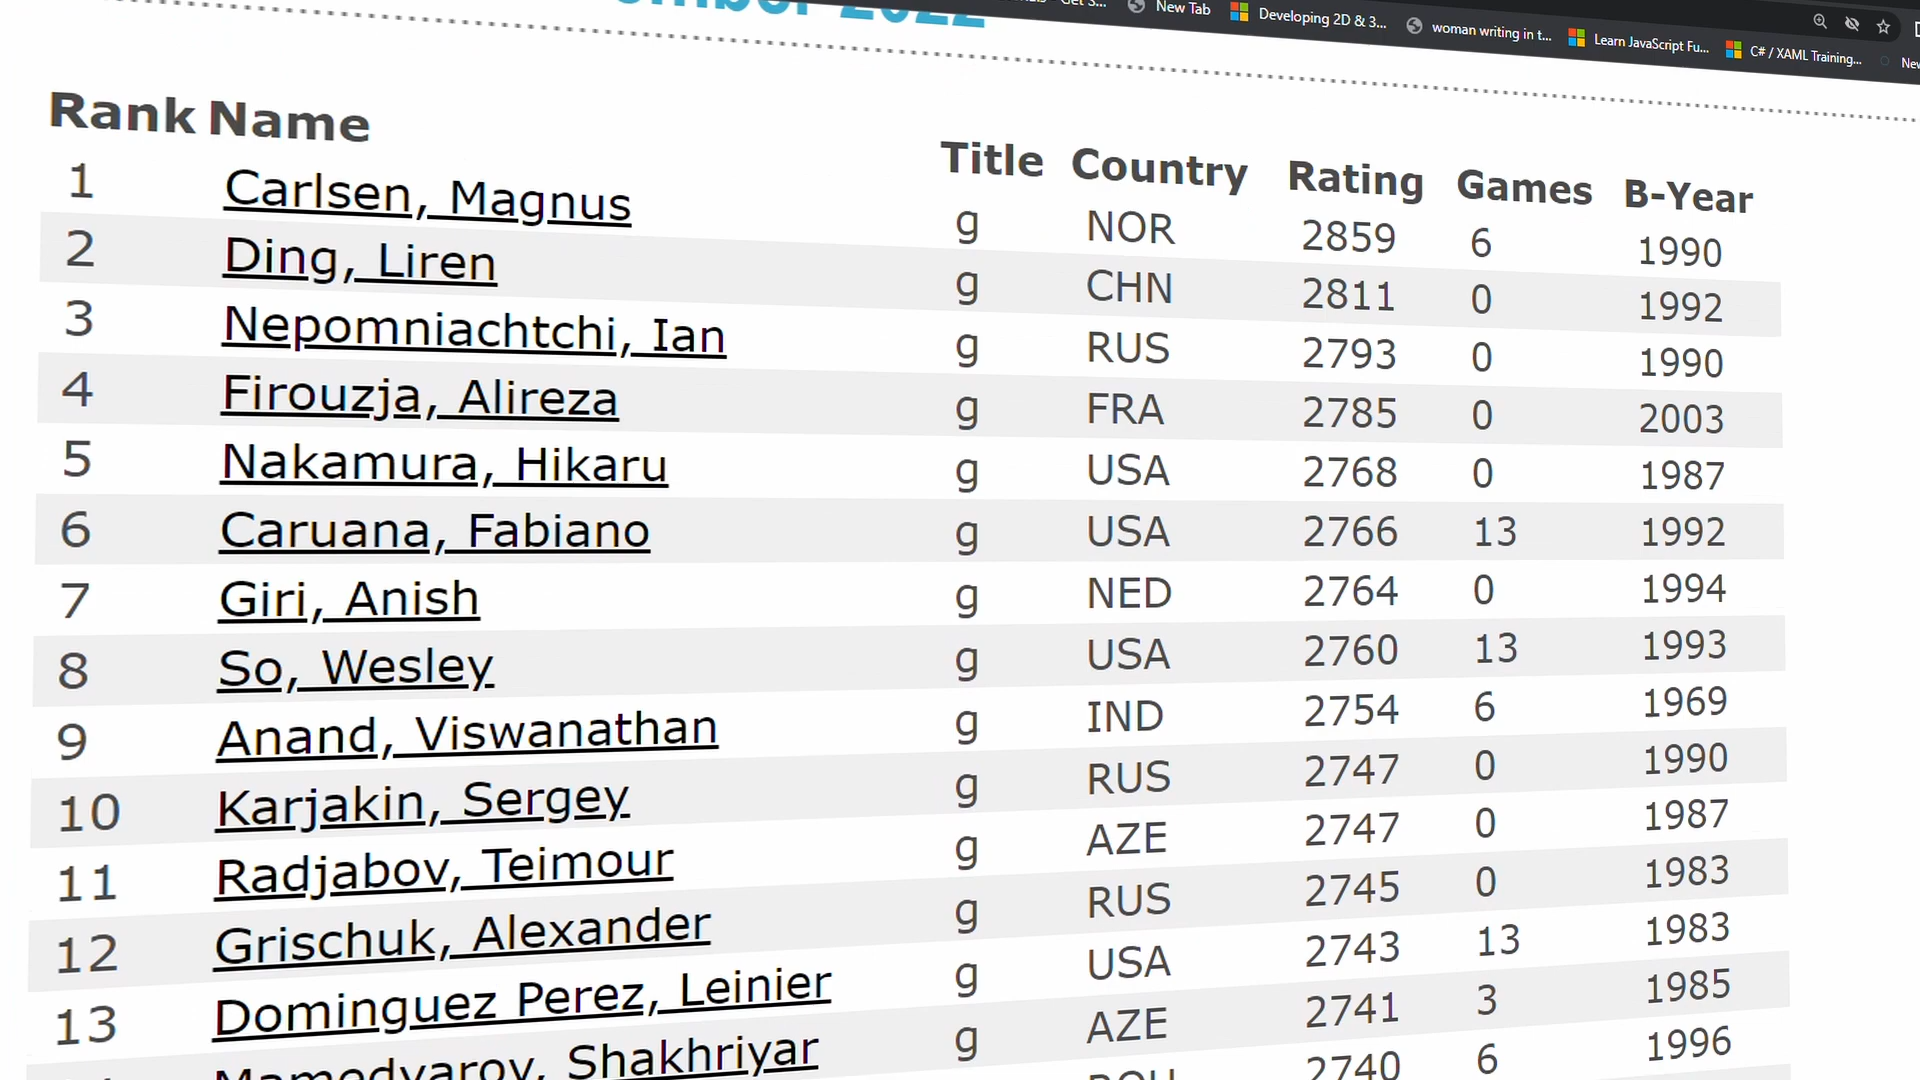 2022
New Tab
Developing 2D & 3...
woman writing in t...
Learn JavaScript Fu...
C# / XAML Training...
Rank Name Title Country Rating Games B-Year
1 Carlsen, Magnus g NOR 2859 6 1990
2 Ding, Liren g CHN 2811 0 1992
3 Nepomniachtchi, Ian g RUS 2793 0 1990
4 Firouzja, Alireza g FRA 2785 0 2003
5 Nakamura, Hikaru g USA 2768 0 1987
6 Caruana, Fabiano g USA 2766 13 1992
7 Giri, Anish g NED 2764 0 1994
8 So, Wesley g USA 2760 13 1993
9 Anand, Viswanathan g IND 2754 6 1969
10 Karjakin, Sergey g RUS 2747 0 1990
11 Radjabov, Teimour g AZE 2747 0 1987
12 Grischuk, Alexander g RUS 2745 0 1983
13 Dominguez Perez, Leinier g USA 2743 13 1983
Mamedyarov, Shakhriyar g AZE 2741 3 1985
2740 6 1996